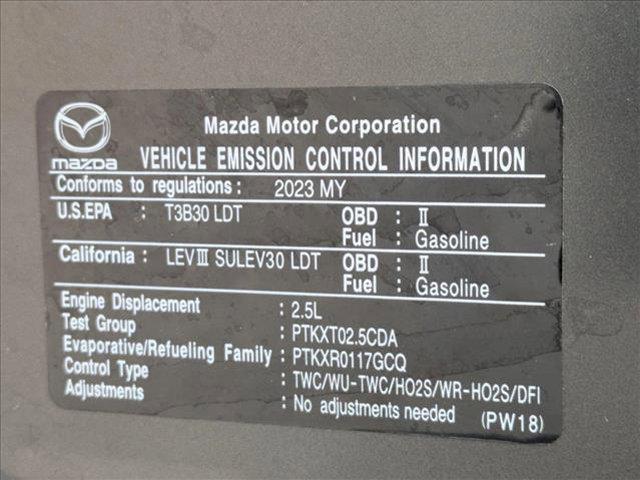 Mazda Motor Corporation
mazda VEHICLE EMISSION CONTROL INFORMATION
Conforms to regulations : 2023 MY
U.S.EPA : T3B30 LDT OBD : II
Fuel : Gasoline
California : LEVIII SULEV30 LDT OBD : II
Fuel : Gasoline
Engine Displacement : 2.5L
Test Group : PTKXT02.5CDA
Evaporative/Refueling Family : PTKXR0117GCQ
Control Type : TWC/WU-TWC/HO2S/WR-HO2S/DFI
Adjustments : No adjustments needed (PW18)